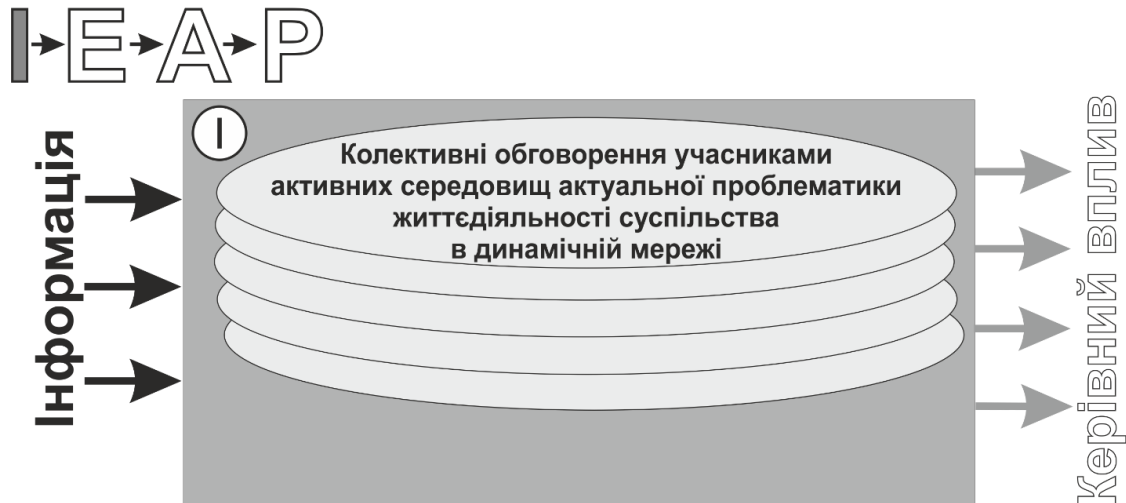 I→E→A→P
Інформація
I
Колективні обговорення учасниками
активних середовищ актуальної проблематики
життєдіяльності суспільства
в динамічній мережі
Керівний вплив